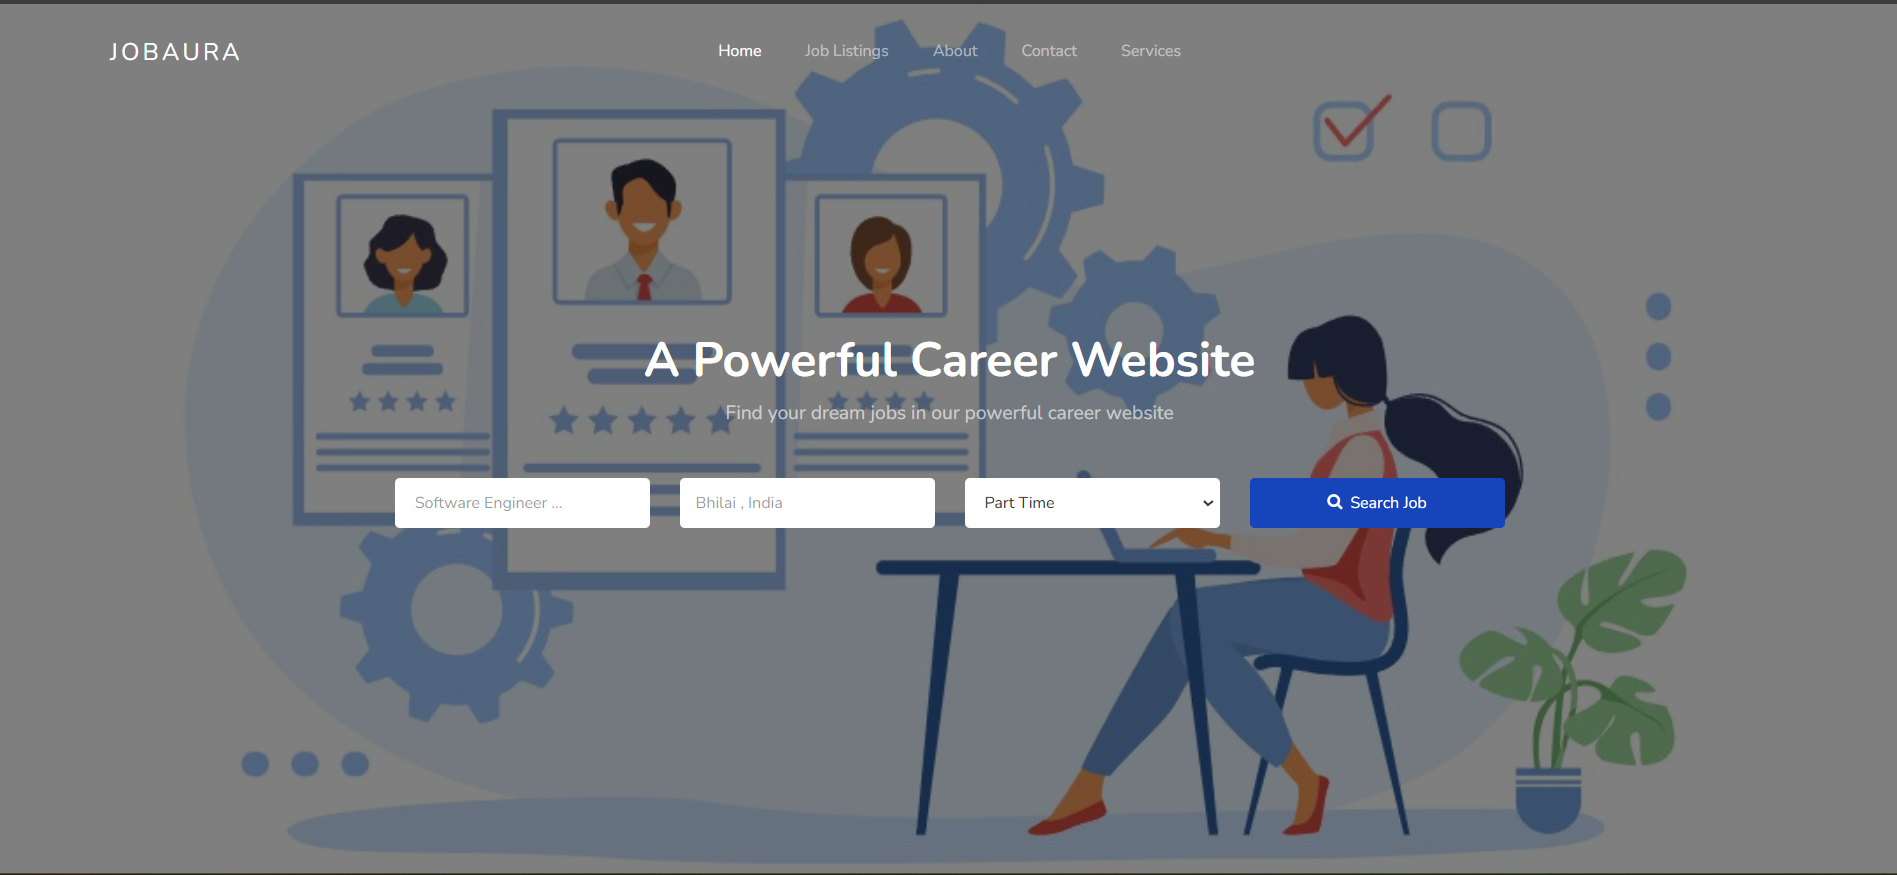 JOBAURA
Home Job Listings About Contact Services
A Powerful Career Website
Find your dream jobs in our powerful career website
Software Engineer ... Bhilai , India Part Time Search Job